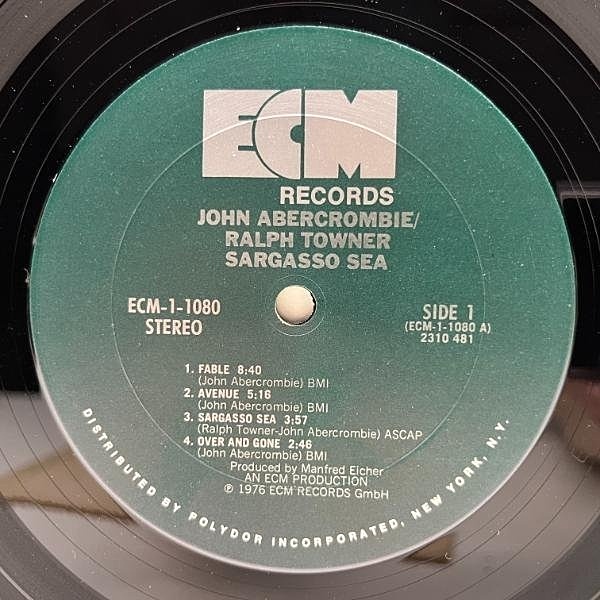 ECM
RECORDS
JOHN ABERCROMBIE/
RALPH TOWNER
SARGASSO SEA
ECM-1-1080
STEREO
SIDE 1
(ECM-1-1080 A)
2310 481
1. FABLE 8:40
(John Abercrombie) BMI
2. AVENUE 5:16
(John Abercrombie) BMI
3. SARGASSO SEA 3:57
(Ralph Towner-John Abercrombie) ASCAP
4. OVER AND GONE 2:46
(John Abercrombie) BMI
Produced by Manfred Eicher
AN ECM PRODUCTION
℗ 1976 ECM RECORDS GmbH
DISTRIBUTED BY POLYDOR INCORPORATED, NEW YORK, N.Y.